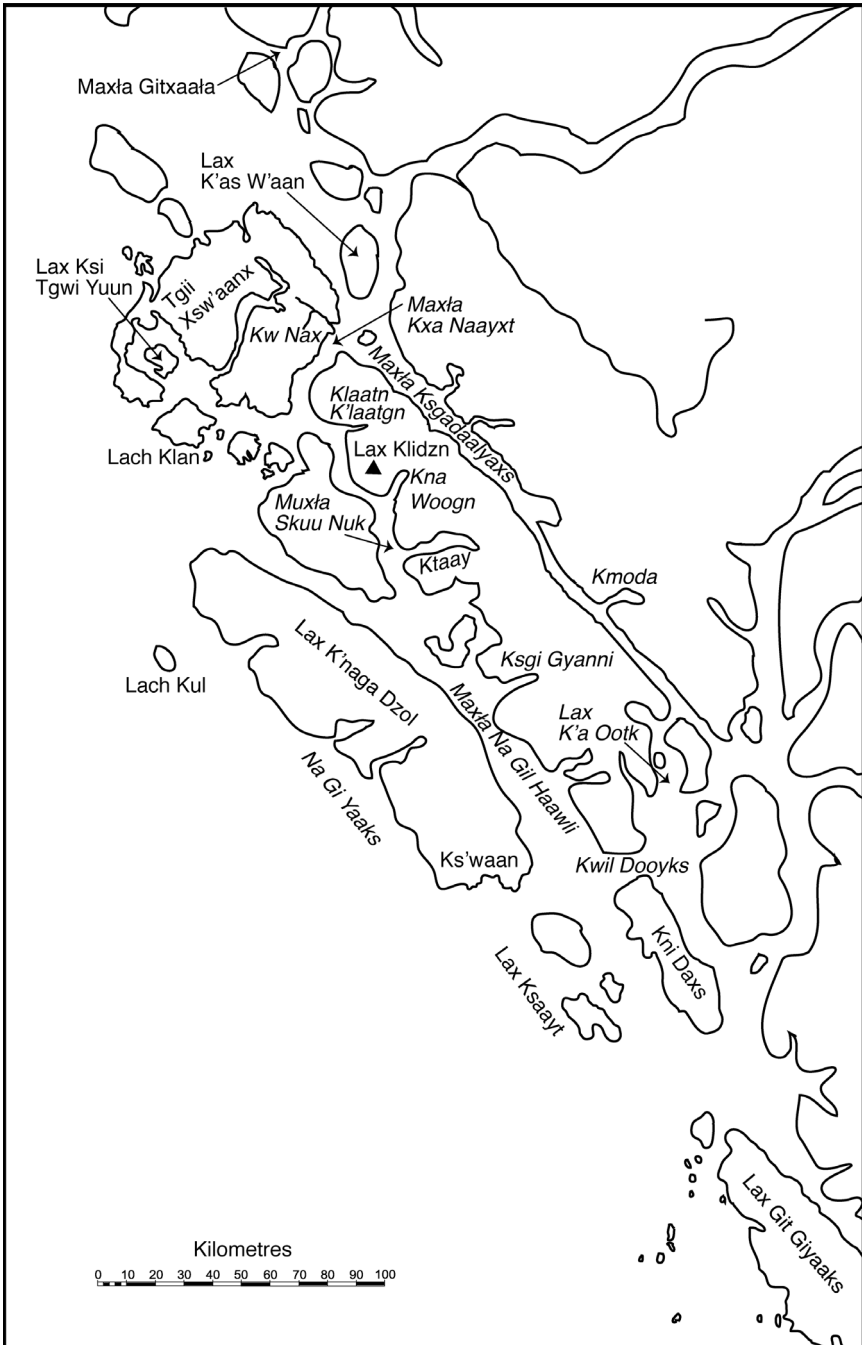 Maxła Gitxaała
Lax
K'as W'aan
Lax Ksi
Tgwi Yuun
Tgii
Xsw'aanx
Kw Nax
Maxła
Kxa Naayxt
Maxła Ksgadaalyaxs
Klaatn
K'laatgn
Lach Klan
Lax Klidzn
Kna
Woogn
Muxła
Skuu Nuk
Ktaay
Kmoda
Lax K'naga Dzol
Ksgi Gyanni
Lach Kul
Maxła Na Gil Haawli
Lax
K'a Ootk
Na Gi Yaaks
Ks'waan
Kwil Dooyks
Kni Daxs
Lax Ksaayt
Lax Git Giyaaks
Kilometres
0 10 20 30 40 50 60 70 80 90 100